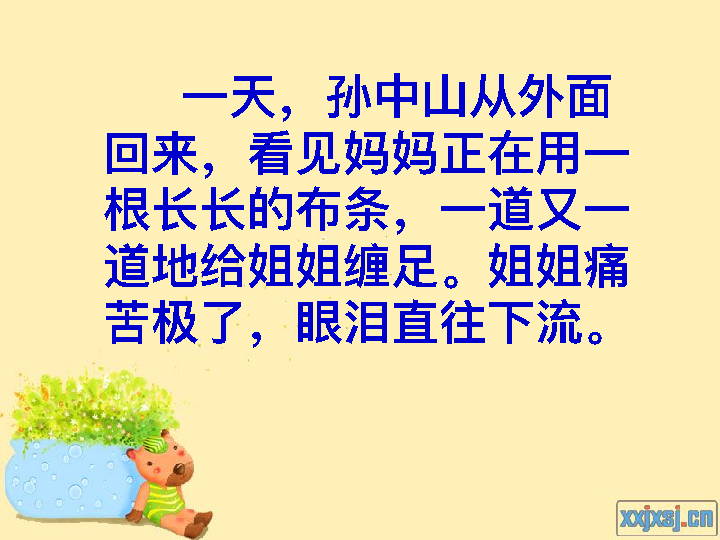 一天，孙中山从外面
回来，看见妈妈正在用一
根长长的布条，一道又一
道地给姐姐缠足。姐姐痛
苦极了，眼泪直往下流。
xxjxsj.cn